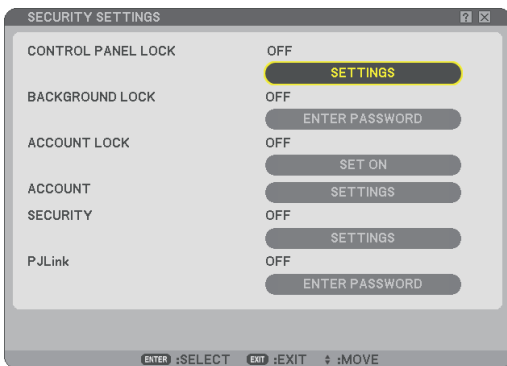 SECURITY SETTINGS
CONTROL PANEL LOCK OFF
SETTINGS
BACKGROUND LOCK OFF
ENTER PASSWORD
ACCOUNT LOCK OFF
SET ON
ACCOUNT SETTINGS
SECURITY OFF
SETTINGS
PJLink OFF
ENTER PASSWORD
ENTER :SELECT EXIT :EXIT :MOVE